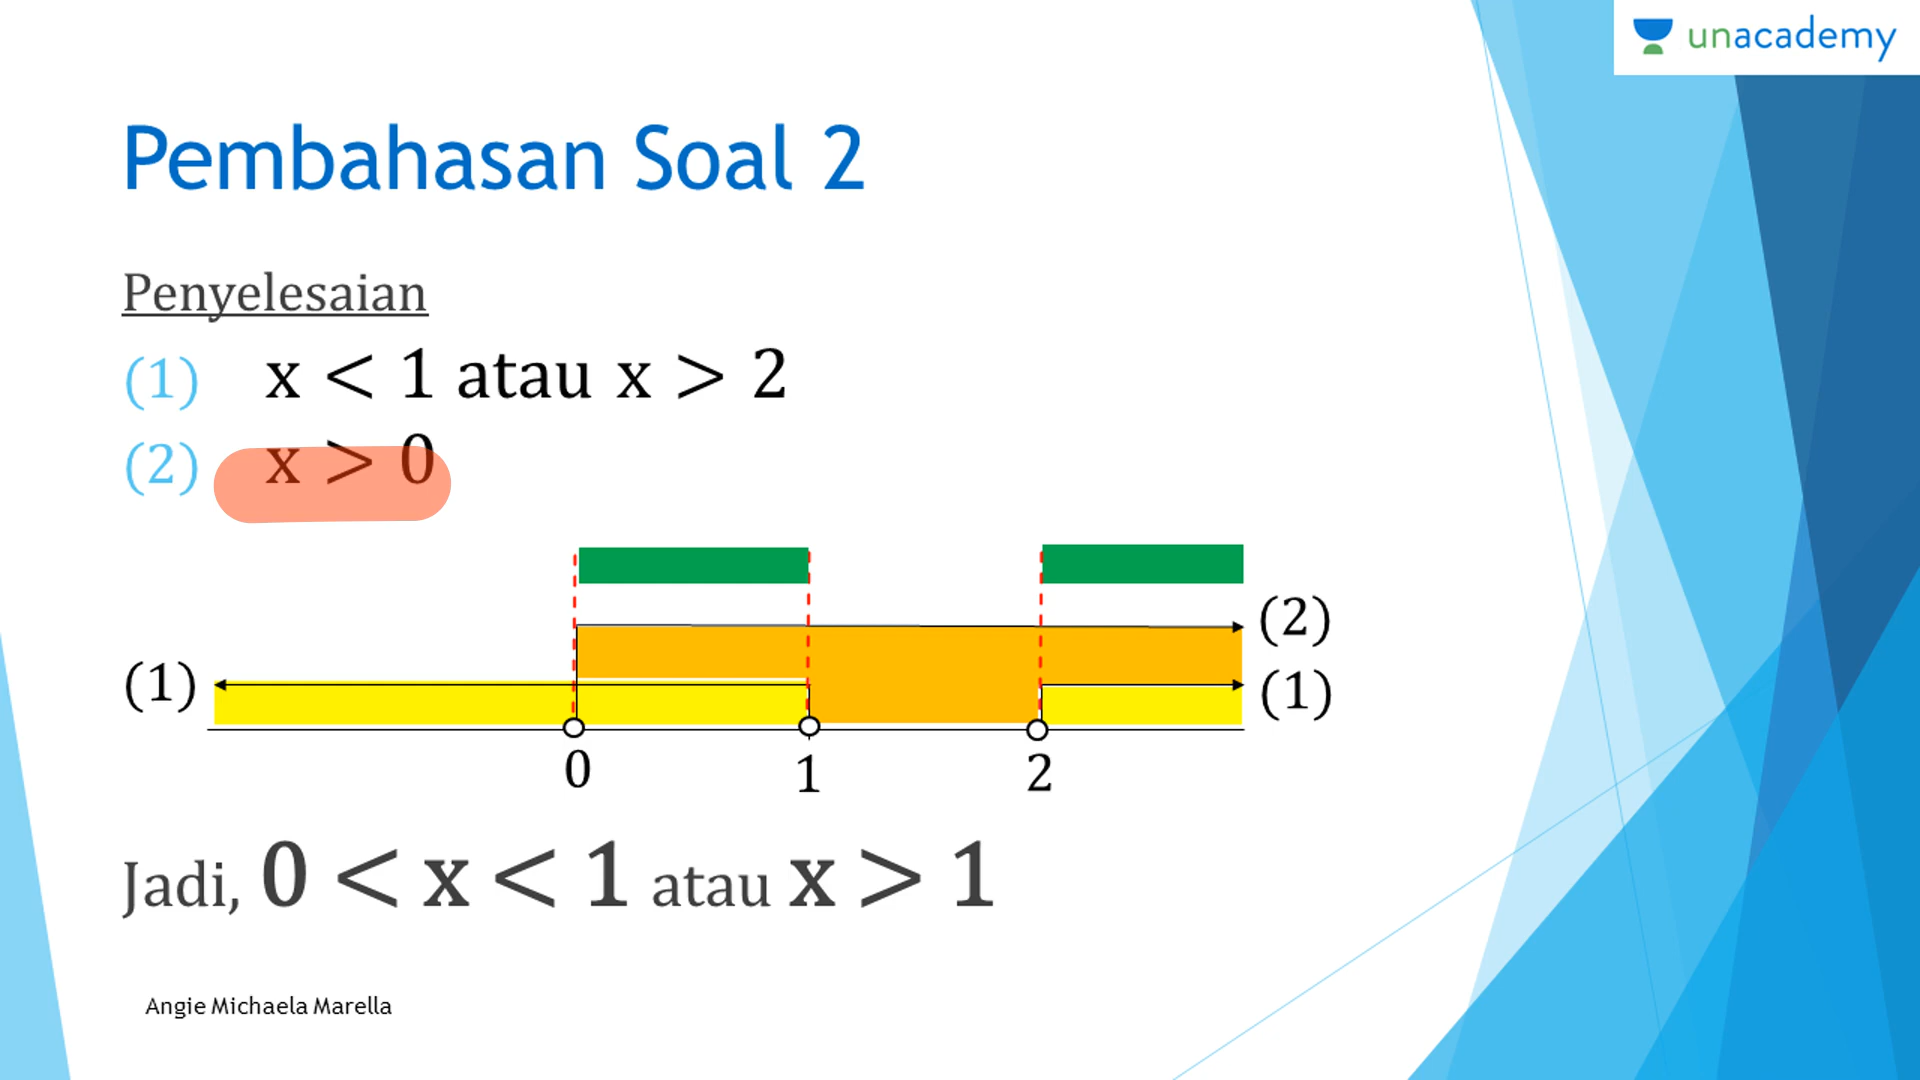 unacademy
Pembahasan Soal 2
Penyelesaian
(1) x < 1 atau x > 2
(2) x > 0
(2)
(1)
(1)
0 1 2
Jadi, 0 < x < 1 atau x > 1
Angie Michaela Marella